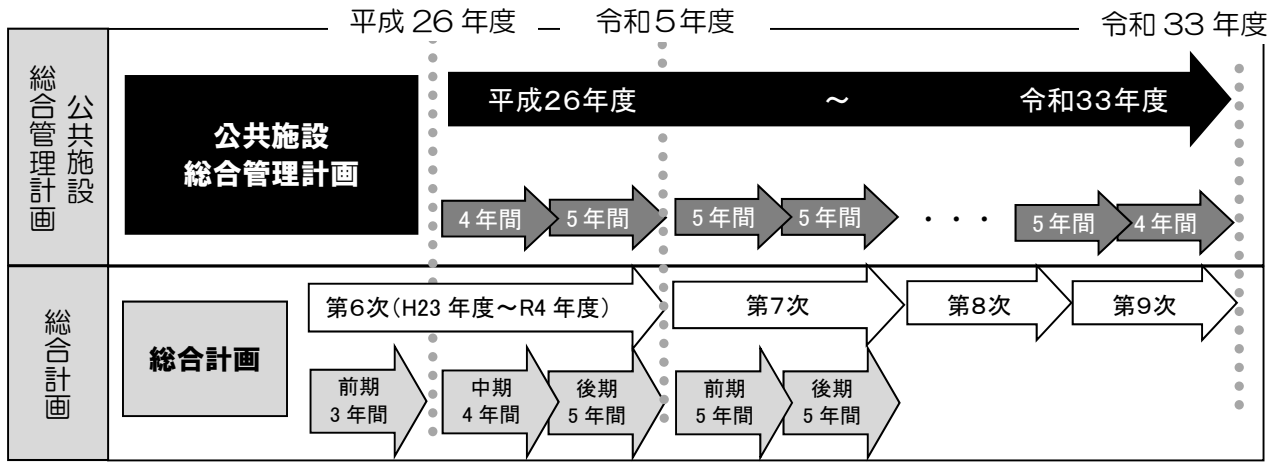 平成 26 年度
令和5年度
令和 33 年度
公共施設
総合管理計画
公共施設
総合管理計画
平成26年度 ~ 令和33年度
4 年間
5 年間
5 年間
5 年間
・・・
5 年間
4 年間
総合計画
総合計画
第6次(H23 年度~R4 年度)
第7次
第8次
第9次
前期
3 年間
中期
4 年間
後期
5 年間
前期
5 年間
後期
5 年間